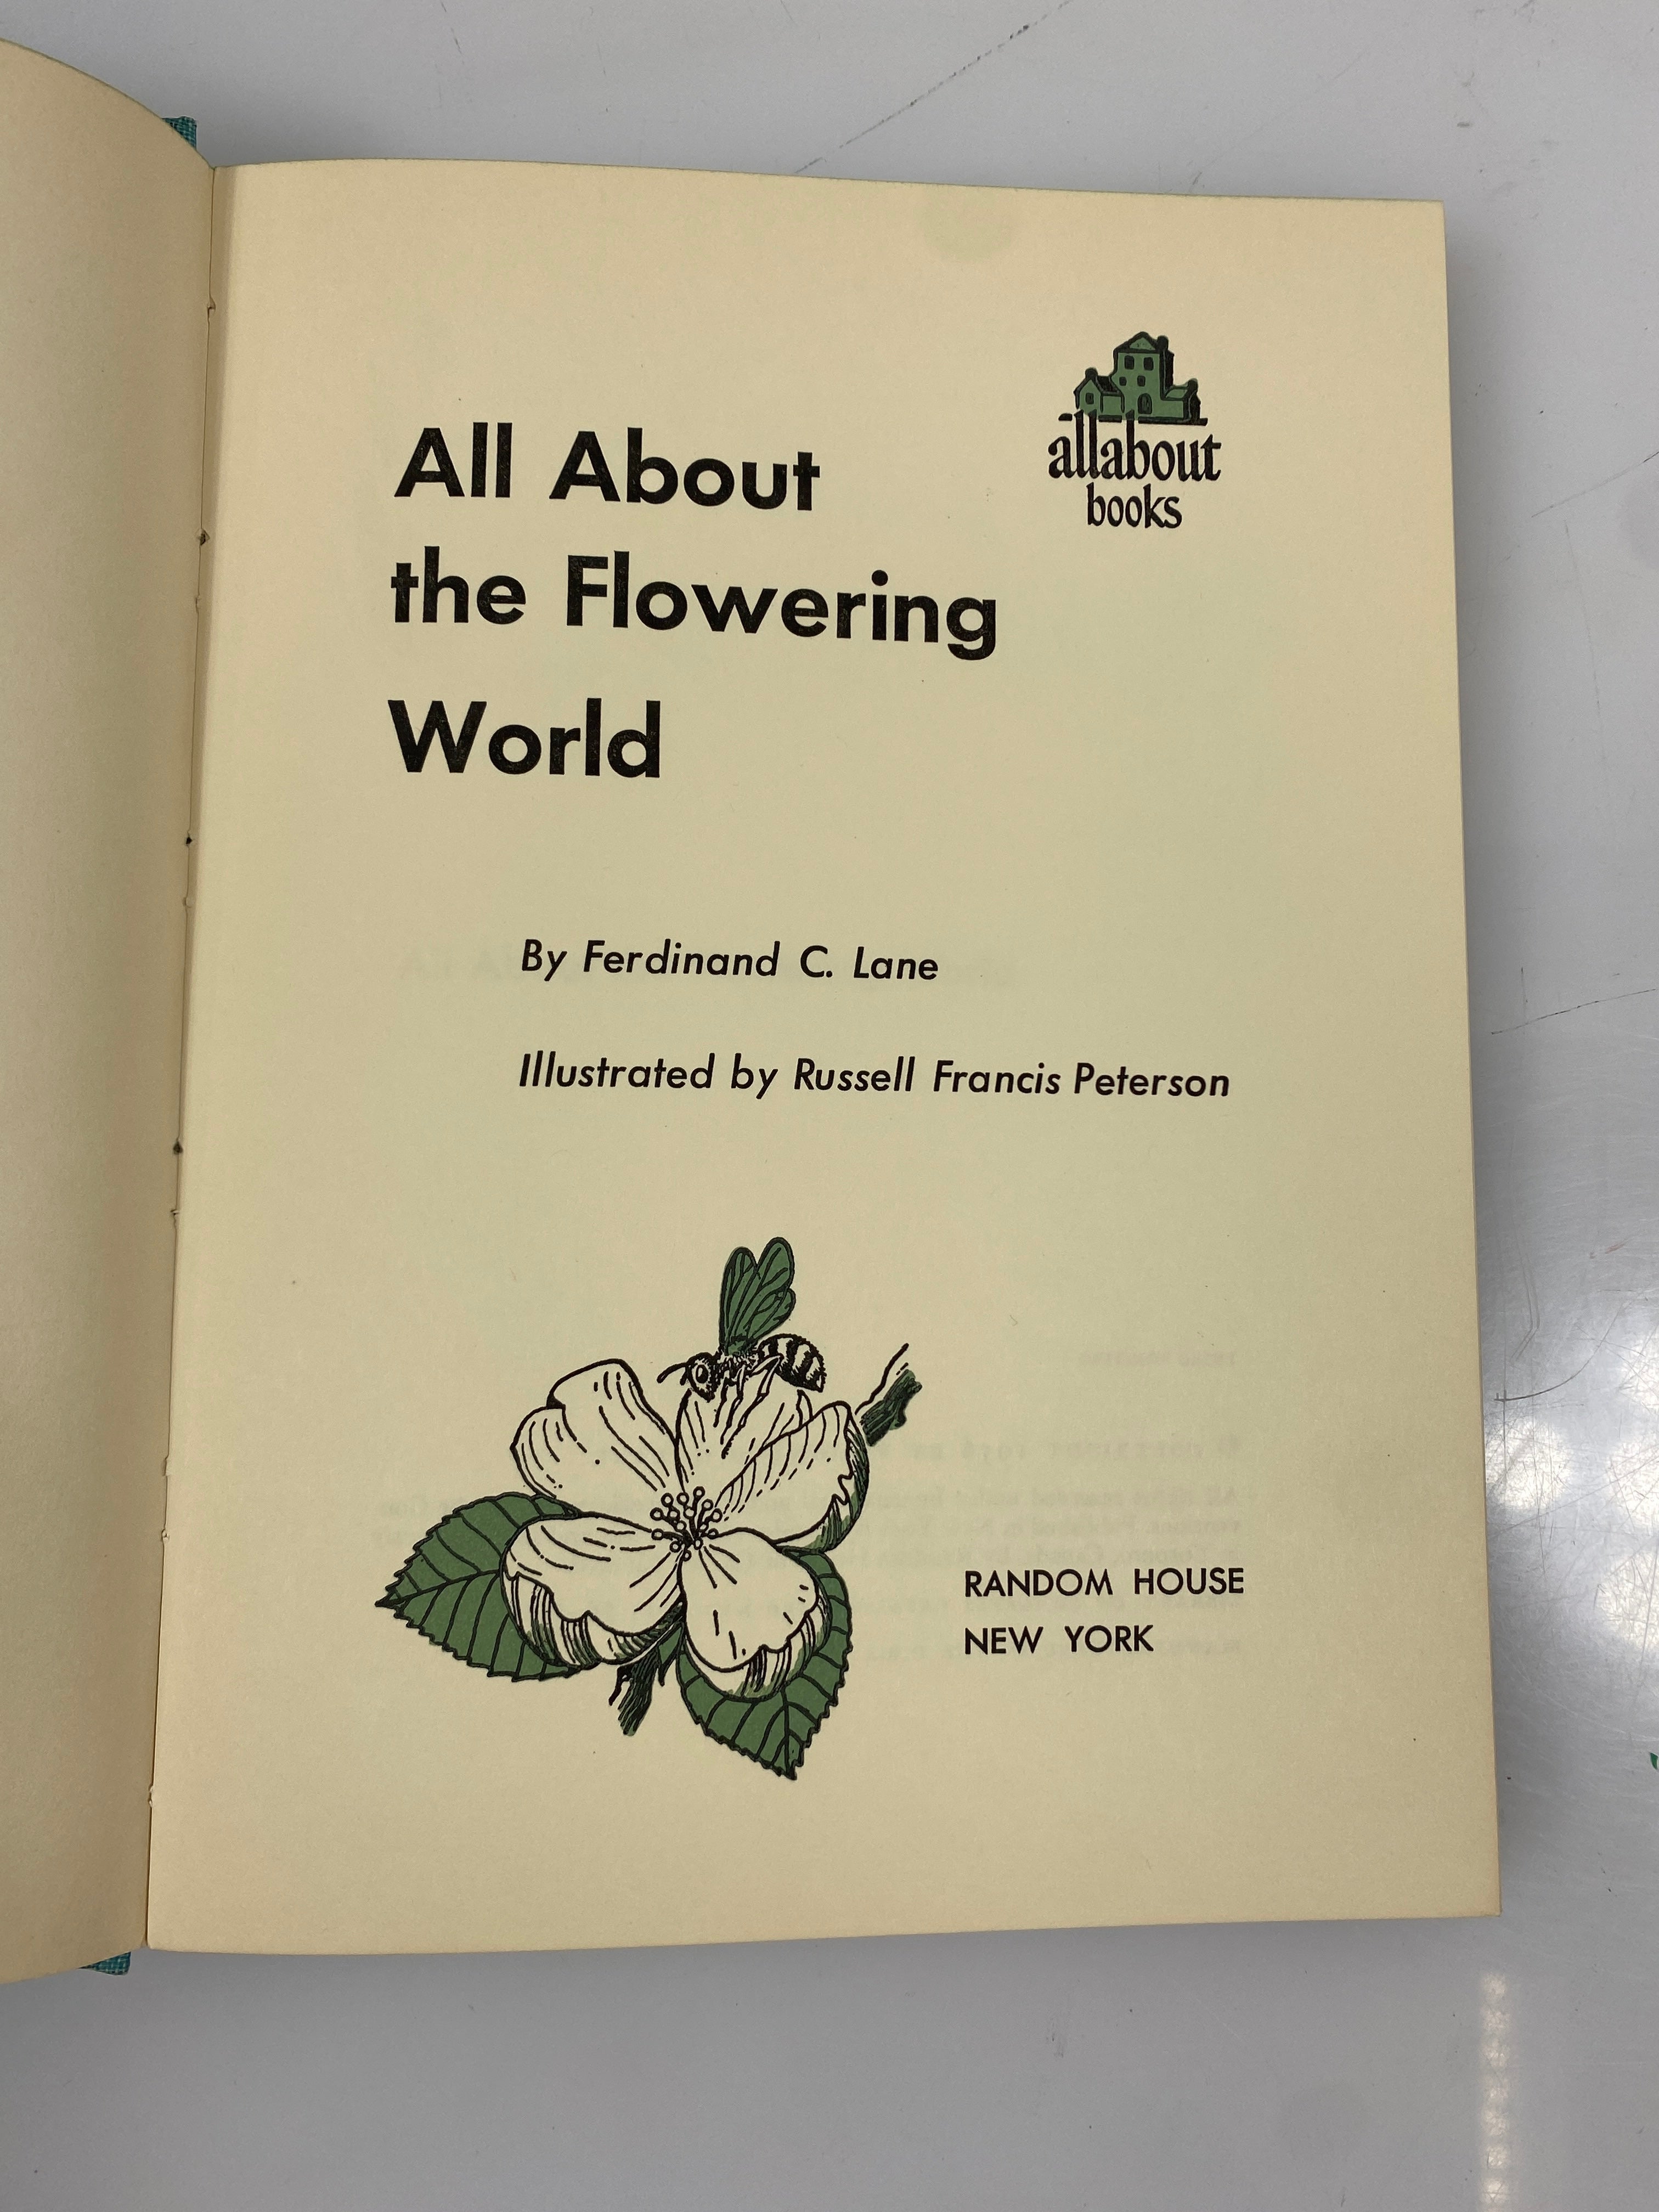 allabout
books
All About
the Flowering
World
By Ferdinand C. Lane
Illustrated by Russell Francis Peterson
RANDOM HOUSE
NEW YORK